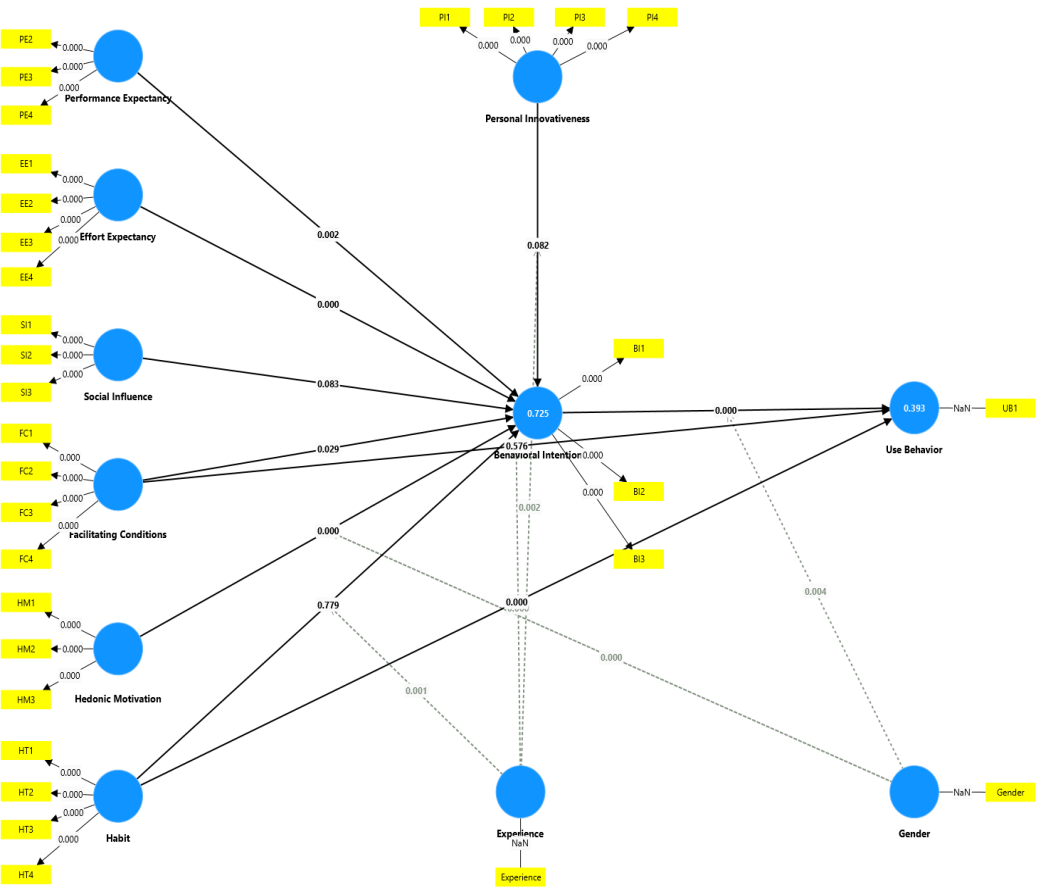 PI1
PI2
PI3
PI4
0.000
0.000
0.000
0.000
Personal Innovativeness
PE2
PE3
PE4
0.000
0.000
0.000
Performance Expectancy
EE1
EE2
EE3
EE4
0.000
0.000
0.000
0.000
Effort Expectancy
0.002
0.082
0.000
SI1
SI2
SI3
0.000
0.000
0.000
Social Influence
0.083
BI1
0.000
0.725
0.000
0.393
NaN
UB1
Use Behavior
FC1
FC2
FC3
FC4
0.000
0.000
0.000
0.000
Facilitating Conditions
0.029
0.576
Behavioral Intention
0.000
0.000
BI2
BI3
0.002
0.000
HM1
HM2
HM3
0.000
0.000
0.000
Hedonic Motivation
0.779
0.000
0.004
0.000
0.001
HT1
HT2
HT3
HT4
0.000
0.000
0.000
0.000
Habit
Experience
NaN
Experience
NaN
Gender
Gender